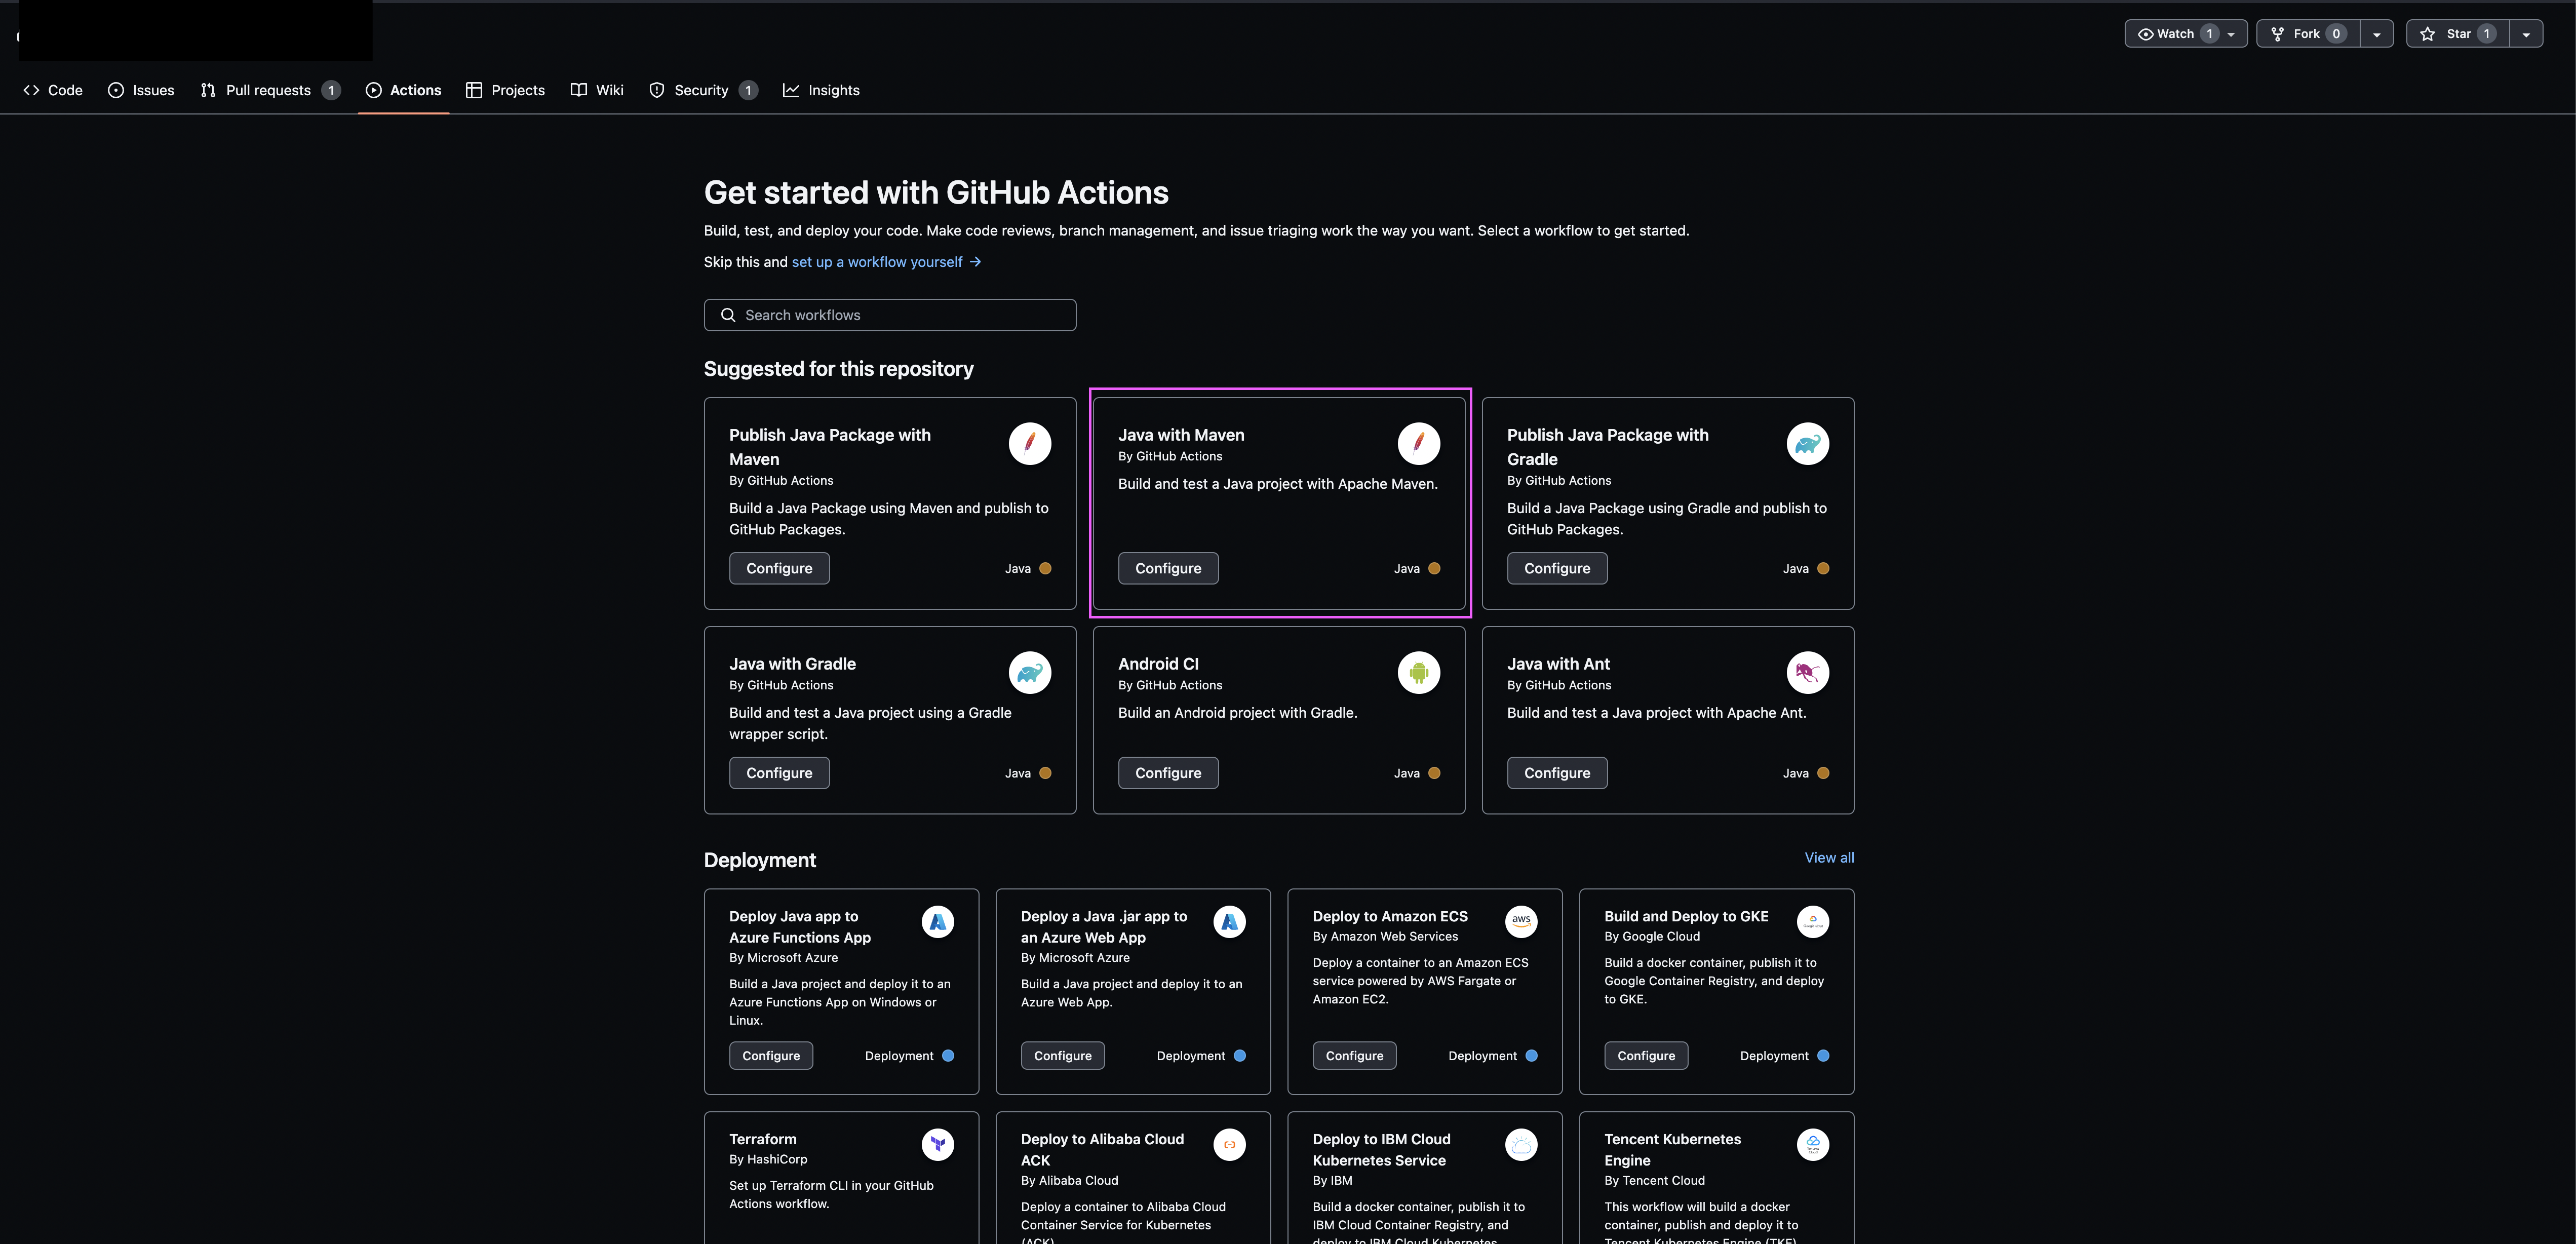 Watch 1
Fork 0
Star 1
Code
Issues
Pull requests 1
Actions
Projects
Wiki
Security 1
Insights
Get started with GitHub Actions
Build, test, and deploy your code. Make code reviews, branch management, and issue triaging work the way you want. Select a workflow to get started.
Skip this and set up a workflow yourself →
Search workflows
Suggested for this repository
Publish Java Package with
Maven
By GitHub Actions
Build a Java Package using Maven and publish to
GitHub Packages.
Configure
Java
Java with Maven
By GitHub Actions
Build and test a Java project with Apache Maven.
Configure
Java
Publish Java Package with
Gradle
By GitHub Actions
Build a Java Package using Gradle and publish to
GitHub Packages.
Configure
Java
Java with Gradle
By GitHub Actions
Build and test a Java project using a Gradle
wrapper script.
Configure
Java
Android CI
By GitHub Actions
Build an Android project with Gradle.
Configure
Java
Java with Ant
By GitHub Actions
Build and test a Java project with Apache Ant.
Configure
Java
Deployment
View all
Deploy Java app to
Azure Functions App
By Microsoft Azure
Build a Java project and deploy it to an
Azure Functions App on Windows or
Linux.
Configure
Deployment
Deploy a Java .jar app to
an Azure Web App
By Microsoft Azure
Build a Java project and deploy it to an
Azure Web App.
Configure
Deployment
Deploy to Amazon ECS
By Amazon Web Services
aws
Deploy a container to an Amazon ECS
service powered by AWS Fargate or
Amazon EC2.
Configure
Deployment
Build and Deploy to GKE
By Google Cloud
Build a docker container, publish it to
Google Container Registry, and deploy
to GKE.
Configure
Deployment
Terraform
By HashiCorp
Set up Terraform CLI in your GitHub
Actions workflow.
Deploy to Alibaba Cloud
ACK
By Alibaba Cloud
Deploy a container to Alibaba Cloud
Container Service for Kubernetes
(ACK)
Deploy to IBM Cloud
Kubernetes Service
By IBM
Build a docker container, publish it to
IBM Cloud Container Registry, and
deploy to IBM Cloud Kubernetes
Tencent Kubernetes
Engine
By Tencent Cloud
This workflow will build a docker
container, publish and deploy it to
Tencent Kubernetes Engine (TKE)